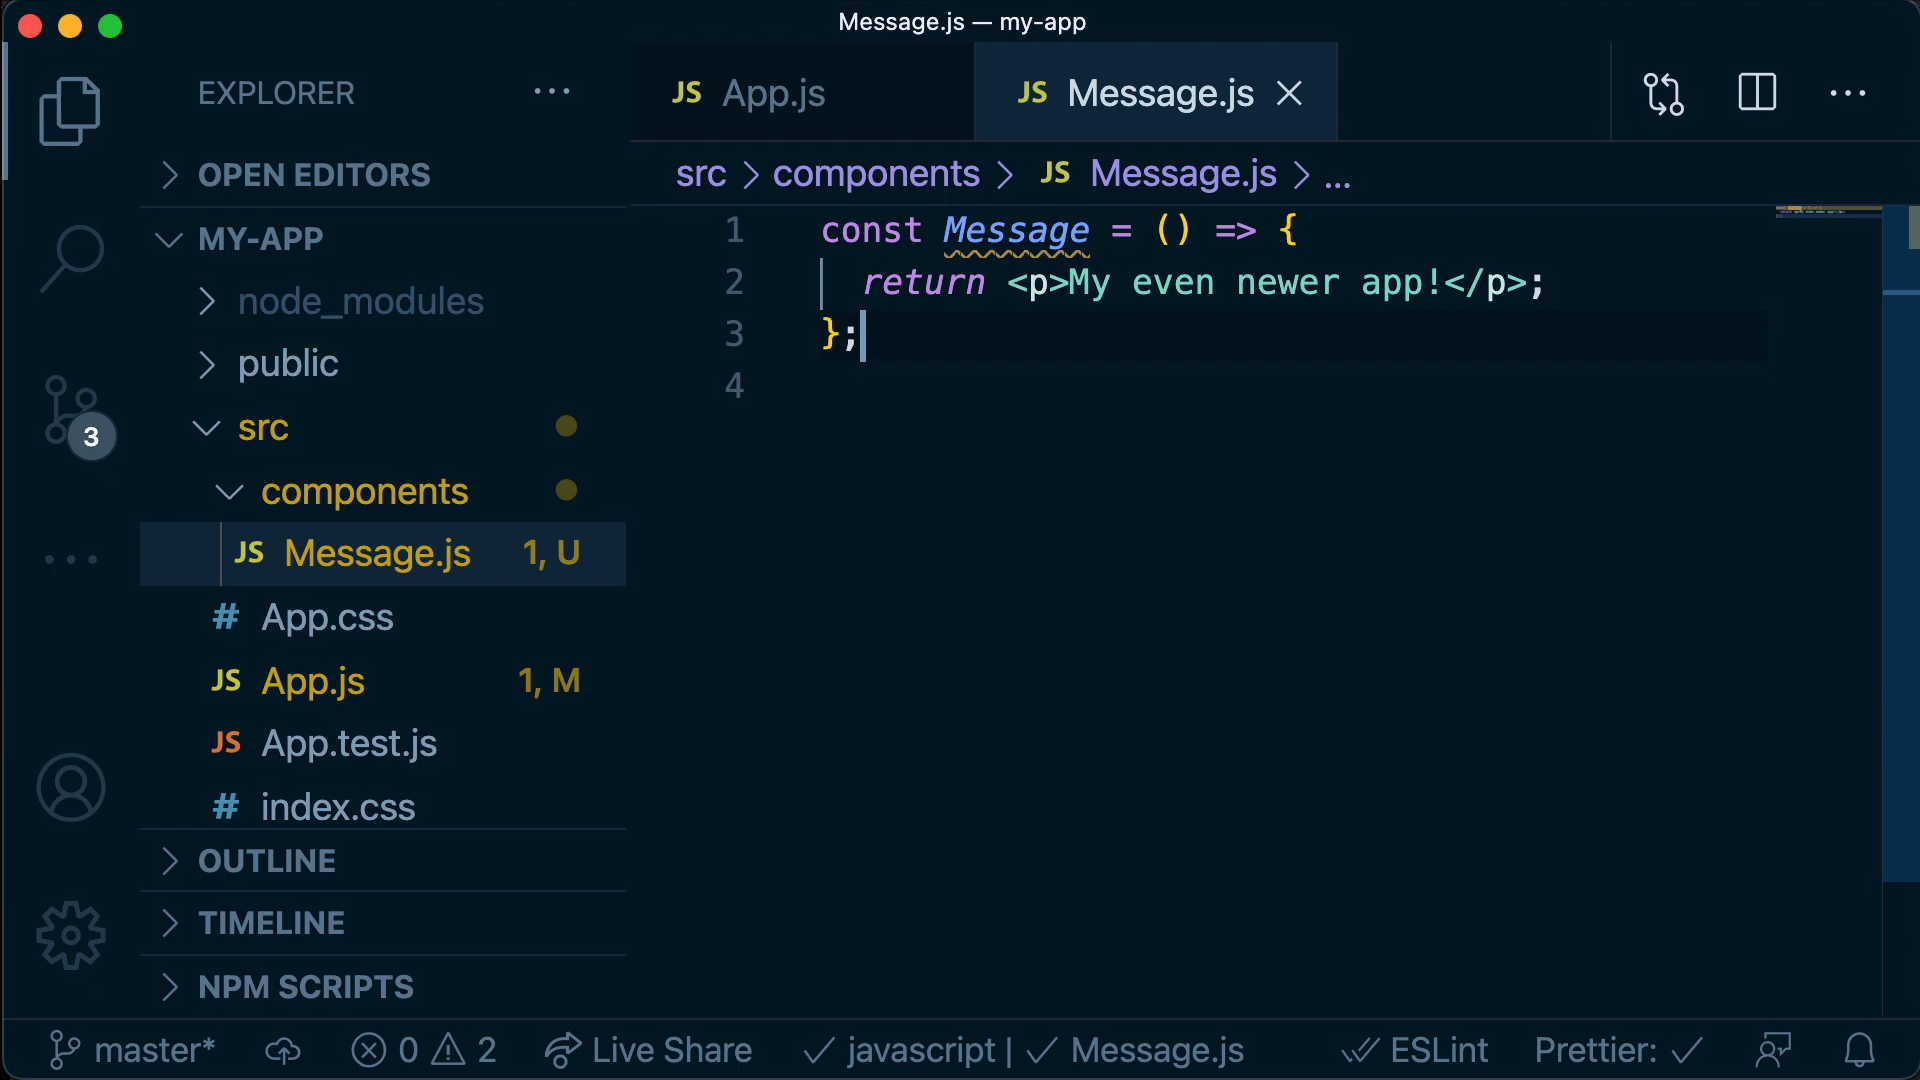 Message.js — my-app
EXPLORER
JS App.js
JS Message.js
OPEN EDITORS
src > components > JS Message.js > ...
MY-APP
node_modules
public
src
components
JS Message.js 1, U
# App.css
JS App.js 1, M
JS App.test.js
# index.css
OUTLINE
TIMELINE
NPM SCRIPTS
3
1 const Message = () => {
2 return <p>My even newer app!</p>;
3 };
4
master* 0 2 Live Share javascript | Message.js ESLint Prettier: